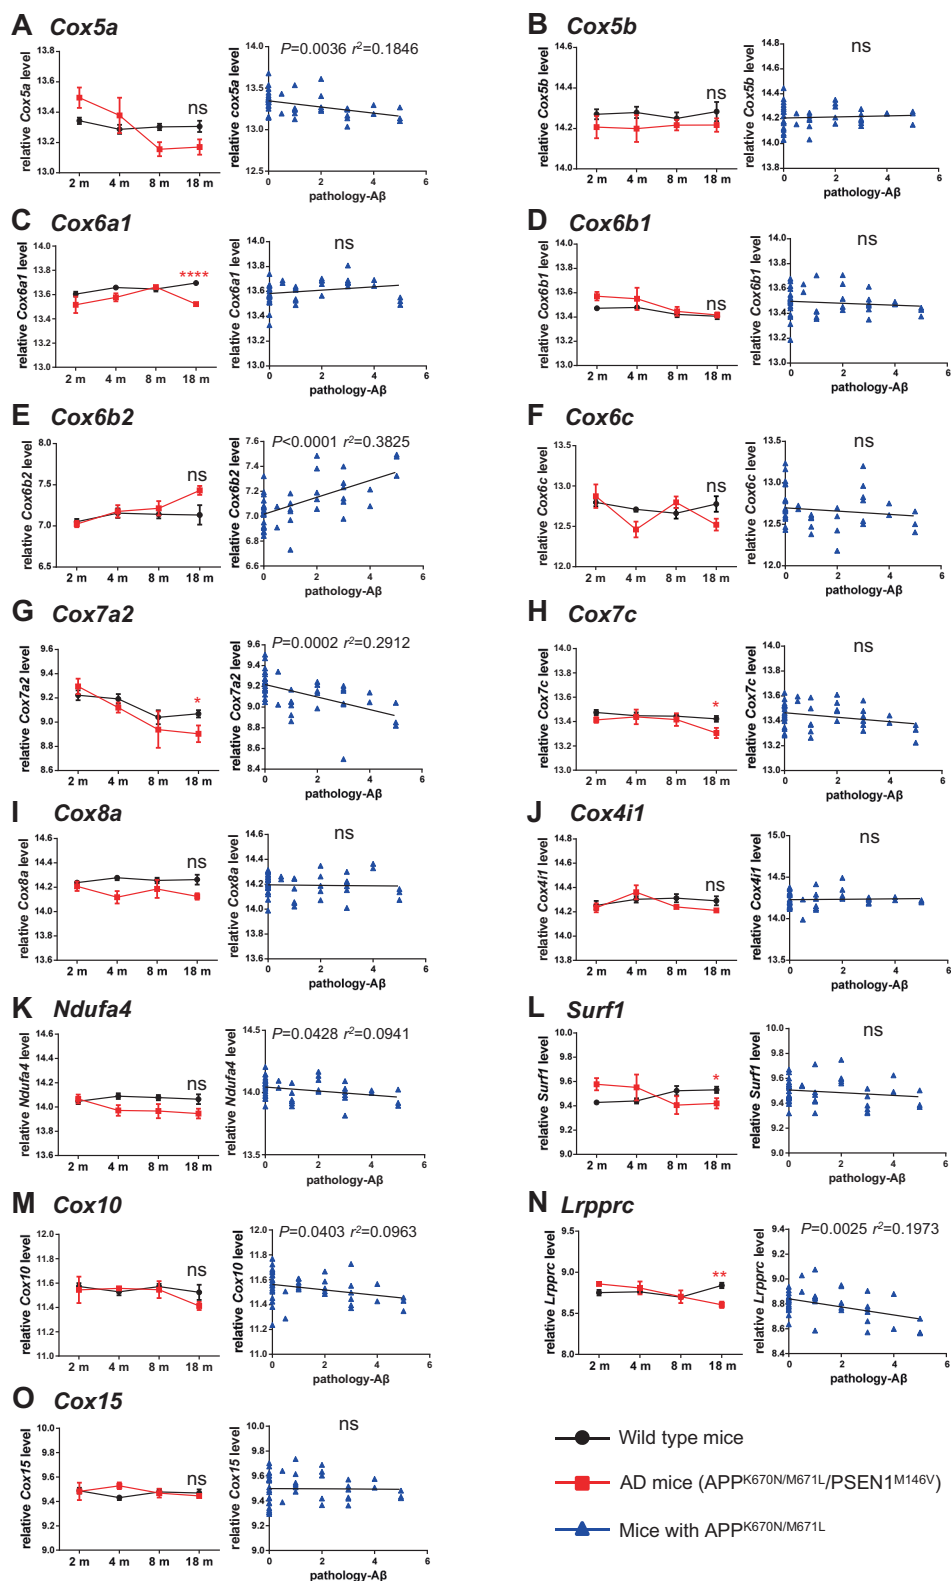 A Cox5a
relative Cox5a level
13.8
13.6
13.4
13.2
13.0
ns
2 m 4 m 8 m 18 m
relative cox5a level
14.0
13.5
13.0
12.5
P=0.0036 r²=0.1846
0 2 4 6
pathology-Aβ
B Cox5b
relative Cox5b level
14.6
14.4
14.2
14.0
ns
2 m 4 m 8 m 18 m
relative Cox5b level
14.8
14.6
14.4
14.2
14.0
13.8
ns
0 2 4 6
pathology-Aβ
C Cox6a1
relative Cox6a1 level
14.0
13.8
13.6
13.4
13.2
13.0
****
2 m 4 m 8 m 18 m
relative Cox6a1 level
14.0
13.8
13.6
13.4
13.2
13.0
ns
0 2 4 6
pathology-Aβ
D Cox6b1
relative Cox6b1 level
14.0
13.8
13.6
13.4
13.2
13.0
ns
2 m 4 m 8 m 18 m
relative Cox6b1 level
14.0
13.8
13.6
13.4
13.2
13.0
ns
0 2 4 6
pathology-Aβ
E Cox6b2
relative Cox6b2 level
8.0
7.5
7.0
6.5
ns
2 m 4 m 8 m 18 m
relative Cox6b2 level
7.6
7.4
7.2
7.0
6.8
6.6
P<0.0001 r²=0.3825
0 2 4 6
pathology-Aβ
F Cox6c
relative Cox6c level
13.5
13.0
12.5
12.0
ns
2 m 4 m 8 m 18 m
relative Cox6c level
13.5
13.0
12.5
12.0
ns
0 2 4 6
pathology-Aβ
G Cox7a2
relative Cox7a2 level
9.6
9.4
9.2
9.0
8.8
8.6
*
2 m 4 m 8 m 18 m
relative Cox7a2 level
9.6
9.4
9.2
9.0
8.8
8.6
8.4
P=0.0002 r²=0.2912
0 2 4 6
pathology-Aβ
H Cox7c
relative Cox7c level
14.0
13.8
13.6
13.4
13.2
13.0
*
2 m 4 m 8 m 18 m
relative Cox7c level
14.0
13.8
13.6
13.4
13.2
13.0
ns
0 2 4 6
pathology-Aβ
I Cox8a
relative Cox8a level
14.6
14.4
14.2
14.0
13.8
13.6
ns
2 m 4 m 8 m 18 m
relative Cox8a level
14.6
14.4
14.2
14.0
13.8
13.6
ns
0 2 4 6
pathology-Aβ
J Cox4i1
relative Cox4i1 level
14.8
14.6
14.4
14.2
14.0
13.8
ns
2 m 4 m 8 m 18 m
relative Cox4i1 level
15.0
14.5
14.0
13.5
ns
0 2 4 6
pathology-Aβ
K Ndufa4
relative Ndufa4 level
14.6
14.4
14.2
14.0
13.8
13.6
ns
2 m 4 m 8 m 18 m
relative Ndufa4 level
14.5
14.0
13.5
P=0.0428 r²=0.0941
0 2 4 6
pathology-Aβ
L Surf1
relative Surf1 level
10.0
9.8
9.6
9.4
9.2
9.0
*
2 m 4 m 8 m 18 m
relative Surf1 level
10.0
9.8
9.6
9.4
9.2
9.0
ns
0 2 4 6
pathology-Aβ
M Cox10
relative Cox10 level
12.0
11.8
11.6
11.4
11.2
11.0
ns
2 m 4 m 8 m 18 m
relative Cox10 level
12.0
11.8
11.6
11.4
11.2
11.0
P=0.0403 r²=0.0963
0 2 4 6
pathology-Aβ
N Lrpprc
relative Lrpprc level
9.5
9.0
8.5
8.0
**
2 m 4 m 8 m 18 m
relative Lrpprc level
9.2
9.0
8.8
8.6
8.4
P=0.0025 r²=0.1973
0 2 4 6
pathology-Aβ
O Cox15
relative Cox15 level
10.0
9.8
9.6
9.4
9.2
9.0
ns
2 m 4 m 8 m 18 m
relative Cox15 level
10.0
9.8
9.6
9.4
9.2
9.0
ns
0 2 4 6
pathology-Aβ
Wild type mice
AD mice (APPK670N/M671L/PSEN1M146V)
Mice with APPK670N/M671L